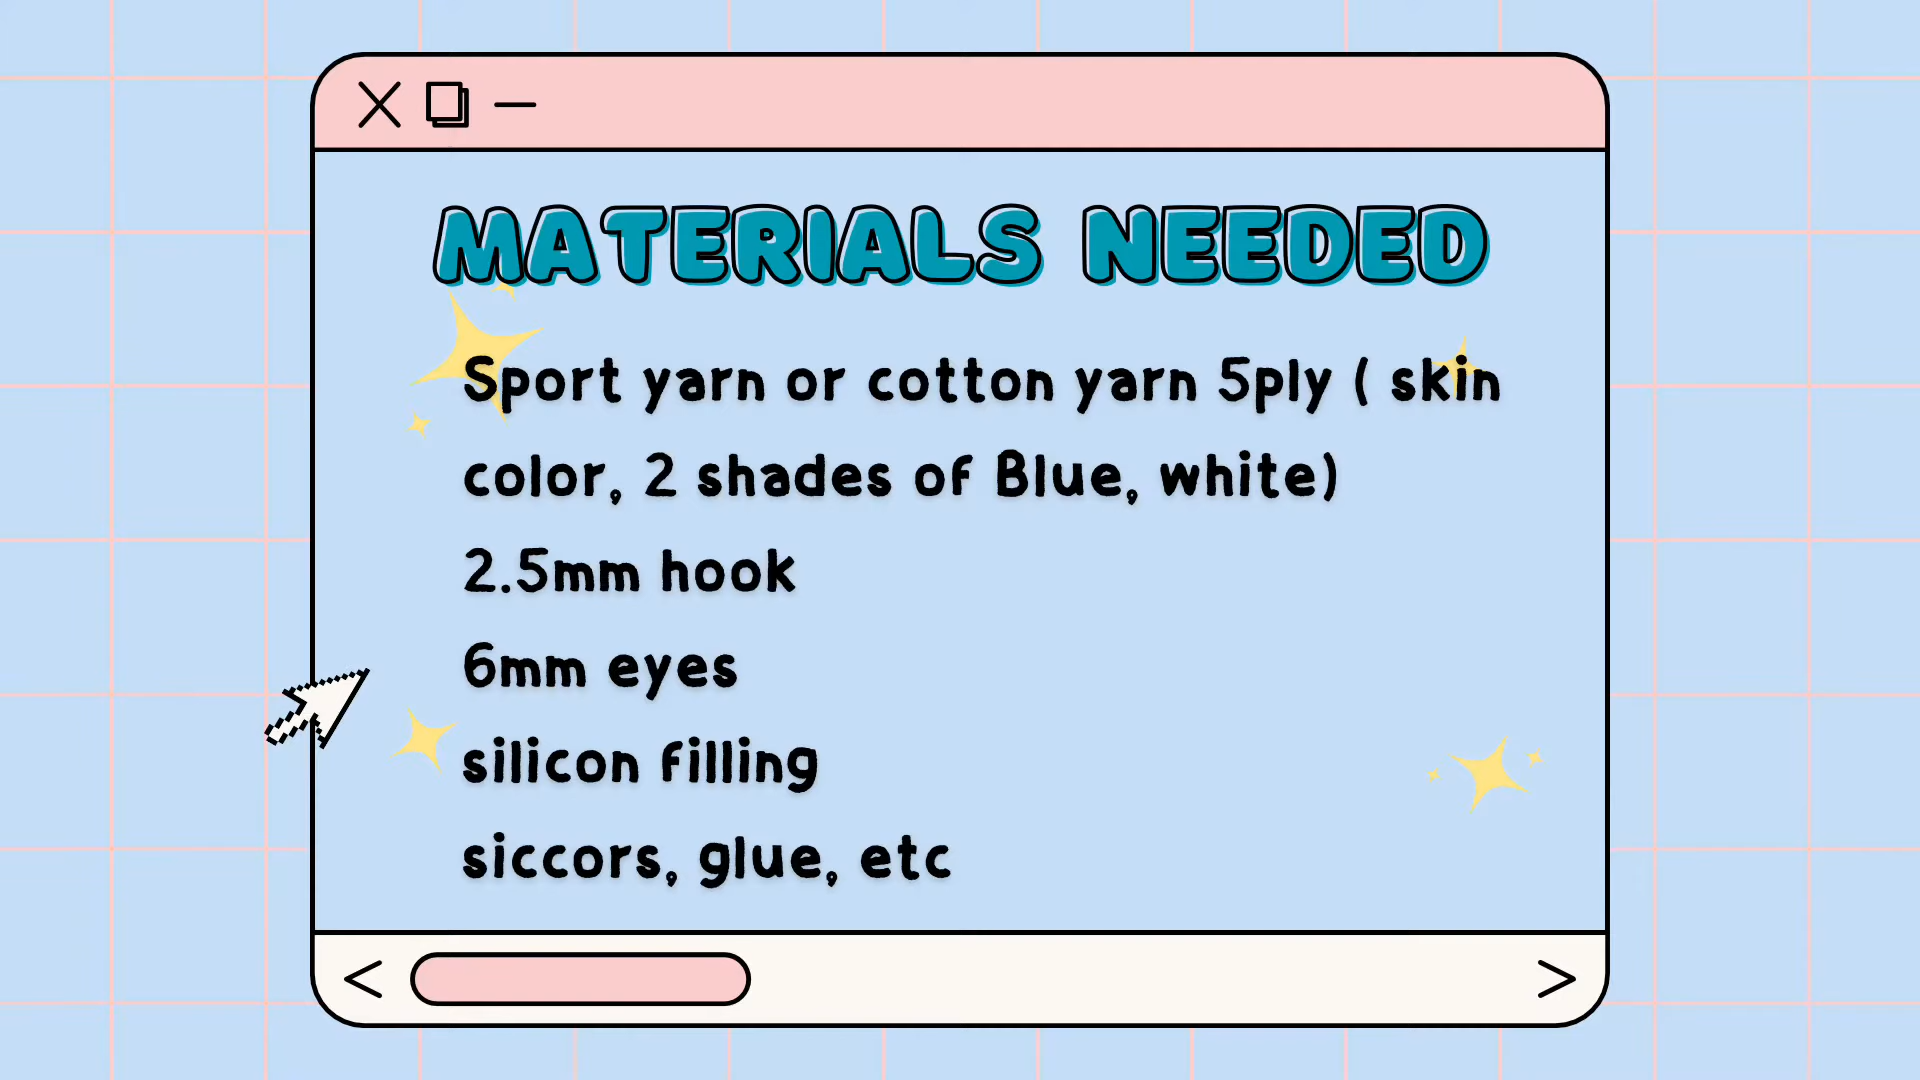 MATERIALS NEEDED
Sport yarn or cotton yarn 5ply ( skin
color, 2 shades of Blue, white)
2.5mm hook
6mm eyes
silicon filling
siccors, glue, etc